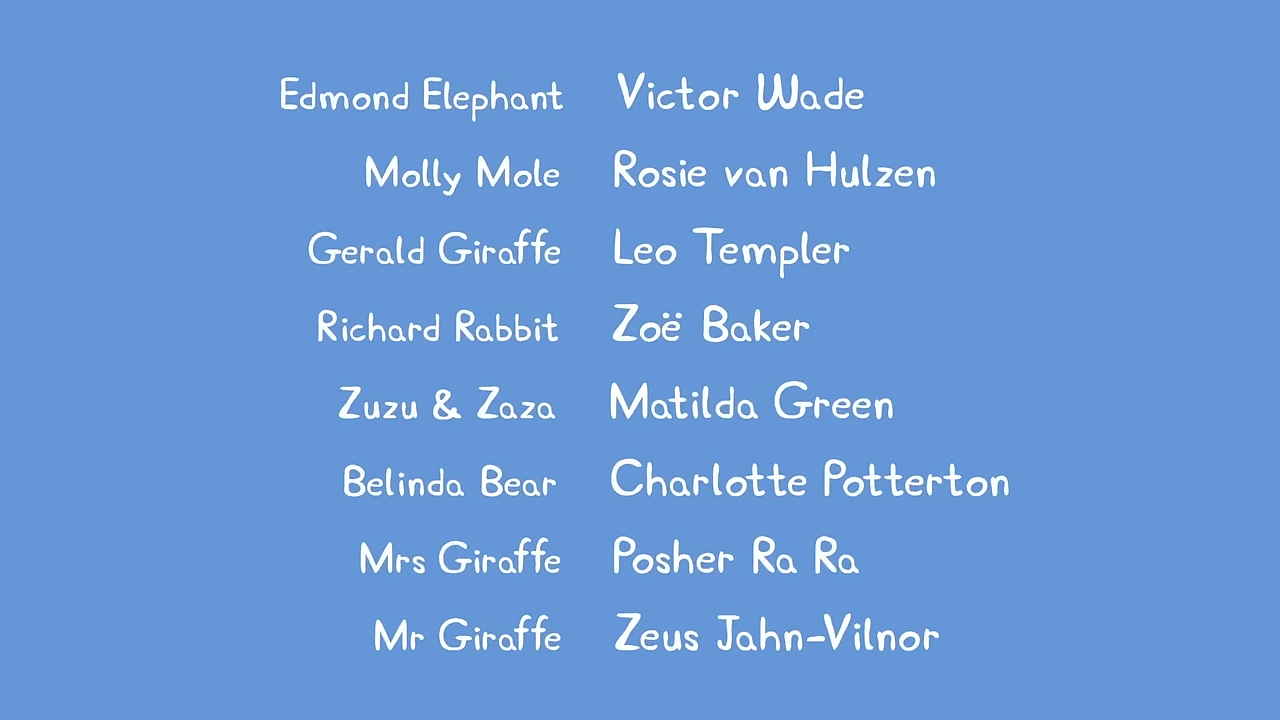 Edmond Elephant Victor Wade
Molly Mole Rosie van Hulzen
Gerald Giraffe Leo Templer
Richard Rabbit Zoë Baker
Zuzu & Zaza Matilda Green
Belinda Bear Charlotte Potterton
Mrs Giraffe Posher Ra Ra
Mr Giraffe Zeus Jahn-Vilnor